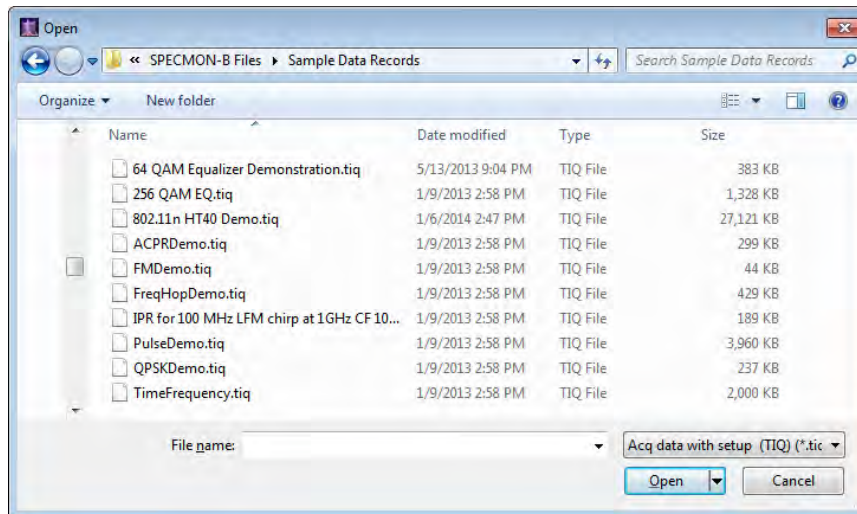 Open
« SPECMON-B Files ▸ Sample Data Records
Search Sample Data Records
Organize
New folder
Name Date modified Type Size
64 QAM Equalizer Demonstration.tiq 5/13/2013 9:04 PM TIQ File 383 KB
256 QAM EQ.tiq 1/9/2013 2:58 PM TIQ File 1,328 KB
802.11n HT40 Demo.tiq 1/6/2014 2:47 PM TIQ File 27,121 KB
ACPRDemo.tiq 1/9/2013 2:58 PM TIQ File 299 KB
FMDemo.tiq 1/9/2013 2:58 PM TIQ File 44 KB
FreqHopDemo.tiq 1/9/2013 2:58 PM TIQ File 429 KB
IPR for 100 MHz LFM chirp at 1GHz CF 10... 1/9/2013 2:58 PM TIQ File 189 KB
PulseDemo.tiq 1/9/2013 2:58 PM TIQ File 3,960 KB
QPSKDemo.tiq 1/9/2013 2:58 PM TIQ File 237 KB
TimeFrequency.tiq 1/9/2013 2:58 PM TIQ File 2,000 KB
File name:
Acq data with setup (TIQ) (*.tic
Open
Cancel